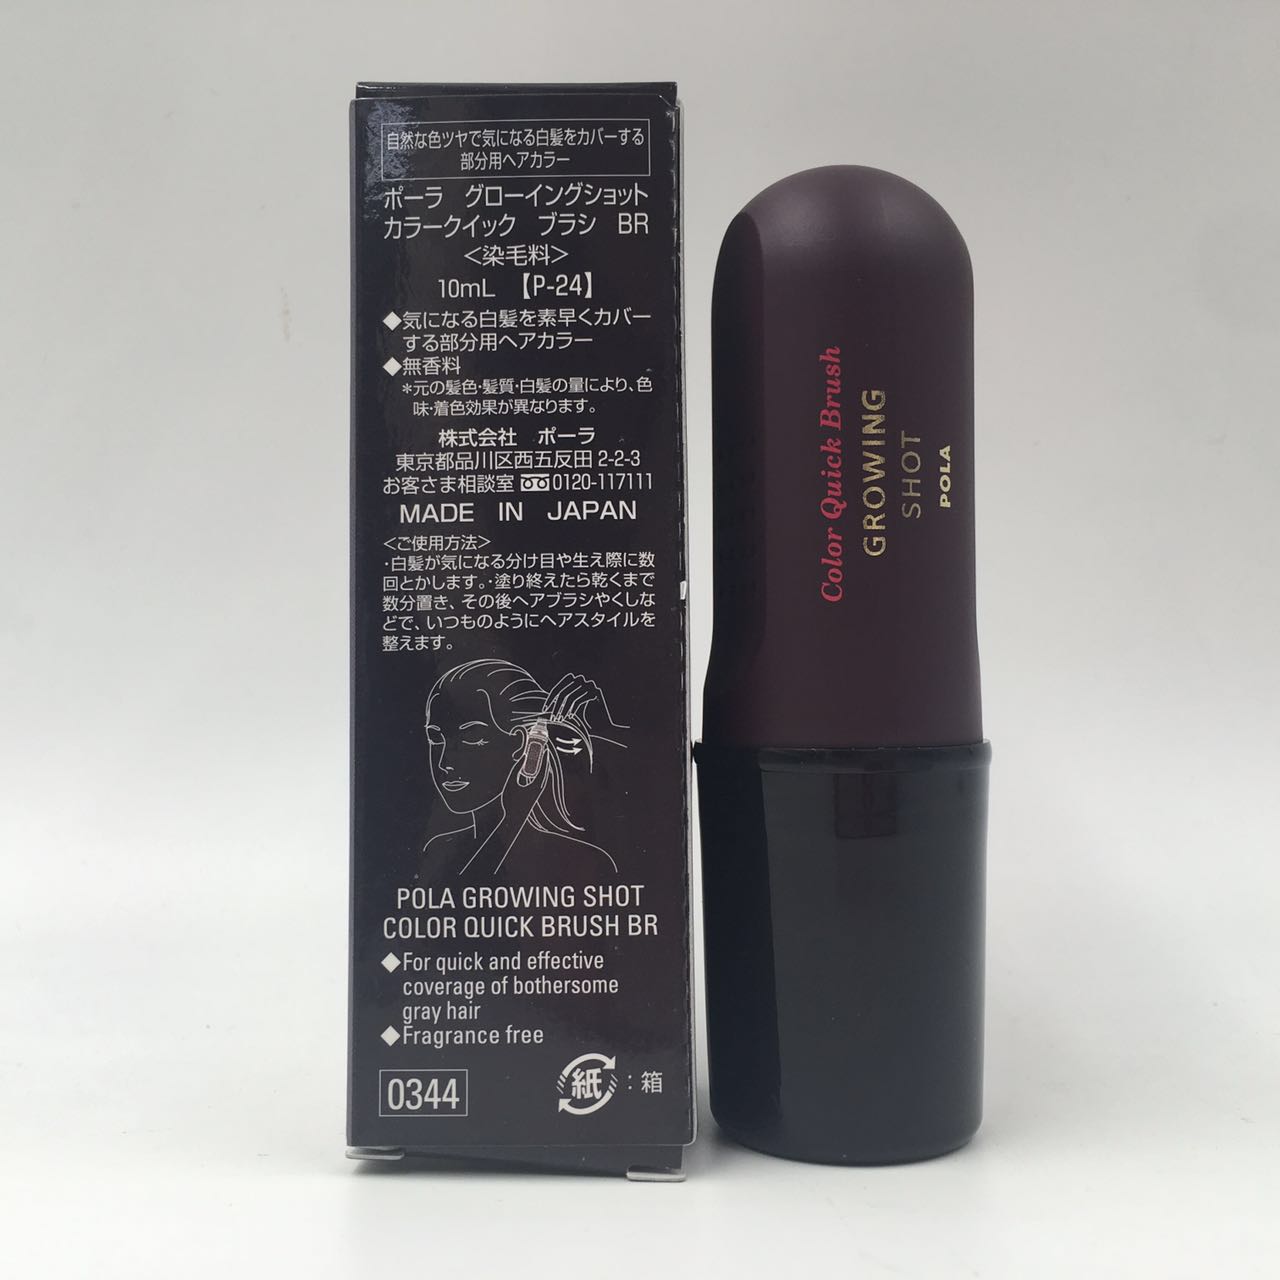 自然な色ツヤで気になる白髪をカバーする
部分用ヘアカラー
ポーラ グローイングショット
カラークイック ブラシ BR
<染毛料>
10mL 【P-24】
◆気になる白髪を素早くカバー
する部分用ヘアカラー
◆無香料
*元の髪色・髪質・白髪の量により、色
味・着色効果が異なります。
株式会社 ポーラ
東京都品川区西五反田 2-2-3
お客さま相談室 0120-117111
MADE IN JAPAN
<ご使用方法>
・白髪が気になる分け目や生え際に数
回とかします。・塗り終えたら乾くまで
数分置き、その後ヘアブラシやくしな
どで、いつものようにヘアスタイルを
整えます。
POLA GROWING SHOT
COLOR QUICK BRUSH BR
◆For quick and effective
coverage of bothersome
gray hair
◆Fragrance free
0344
紙:箱
Color Quick Brush
GROWING
SHOT
POLA